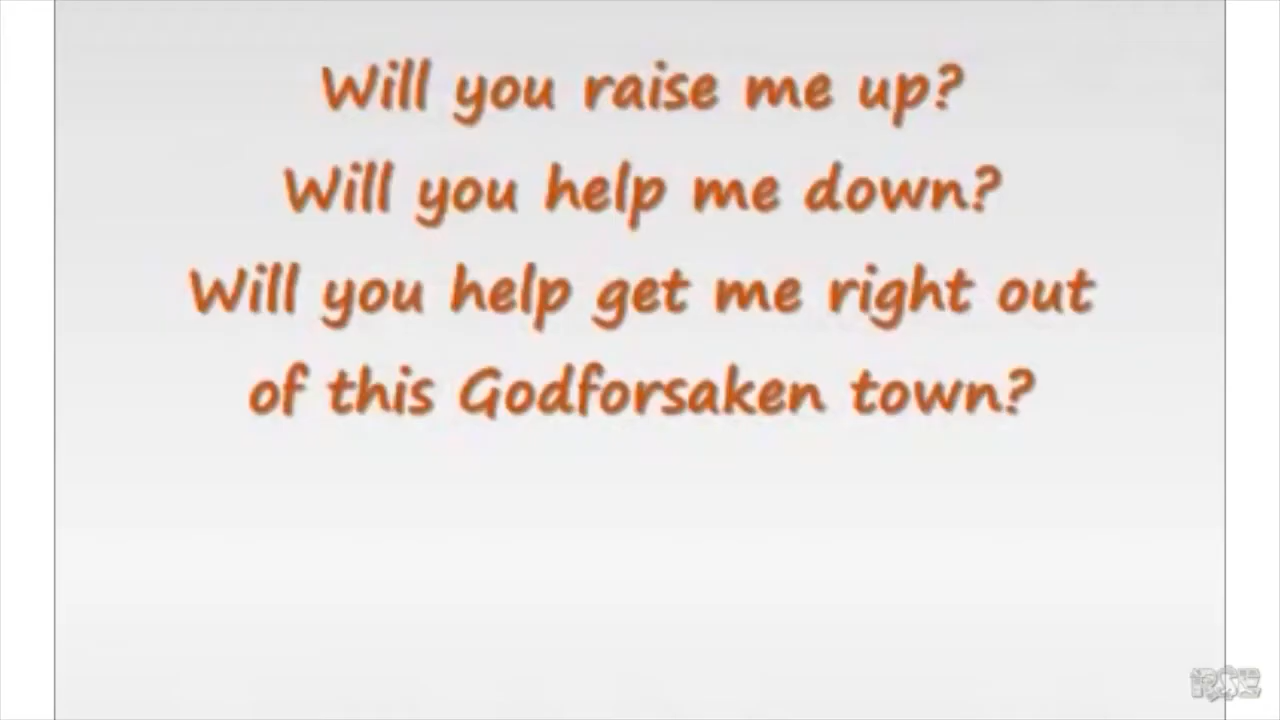 Will you raise me up?
Will you help me down?
Will you help get me right out
of this Godforsaken town?